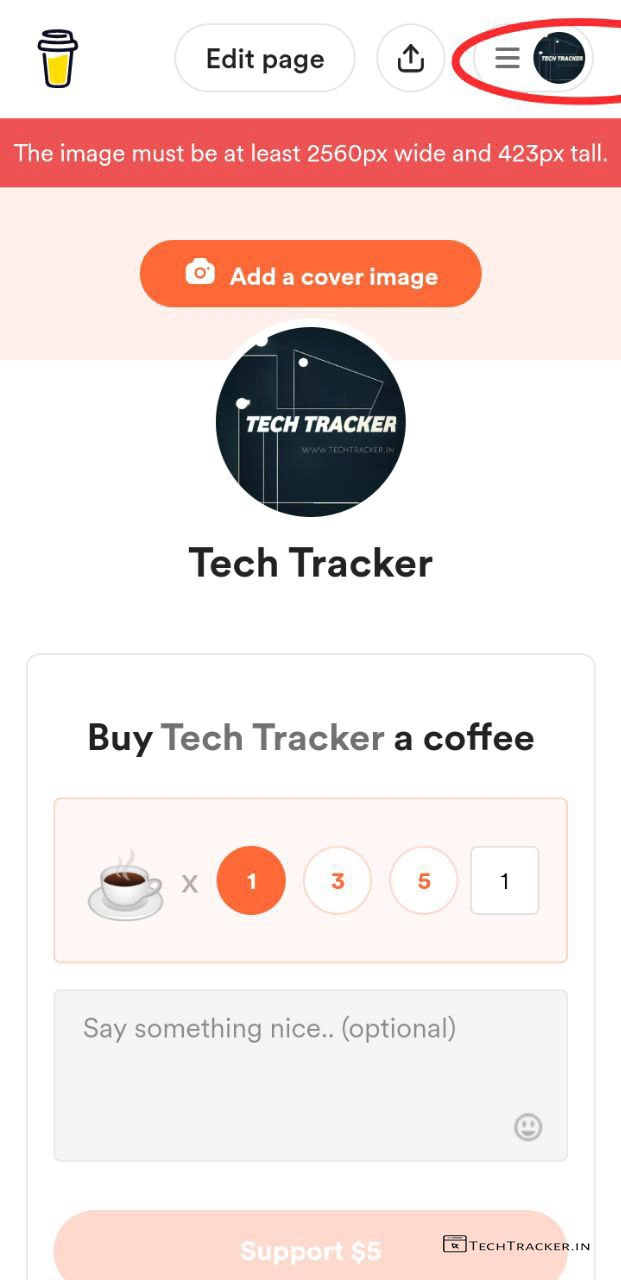 Edit page
TECH TRACKER
The image must be at least 2560px wide and 423px tall.
Add a cover image
TECH TRACKER
WWW.TECHTRACKER.IN
Tech Tracker
Buy Tech Tracker a coffee
x 1 3 5 1
Say something nice.. (optional)
Support $5
TECHTRACKER.IN